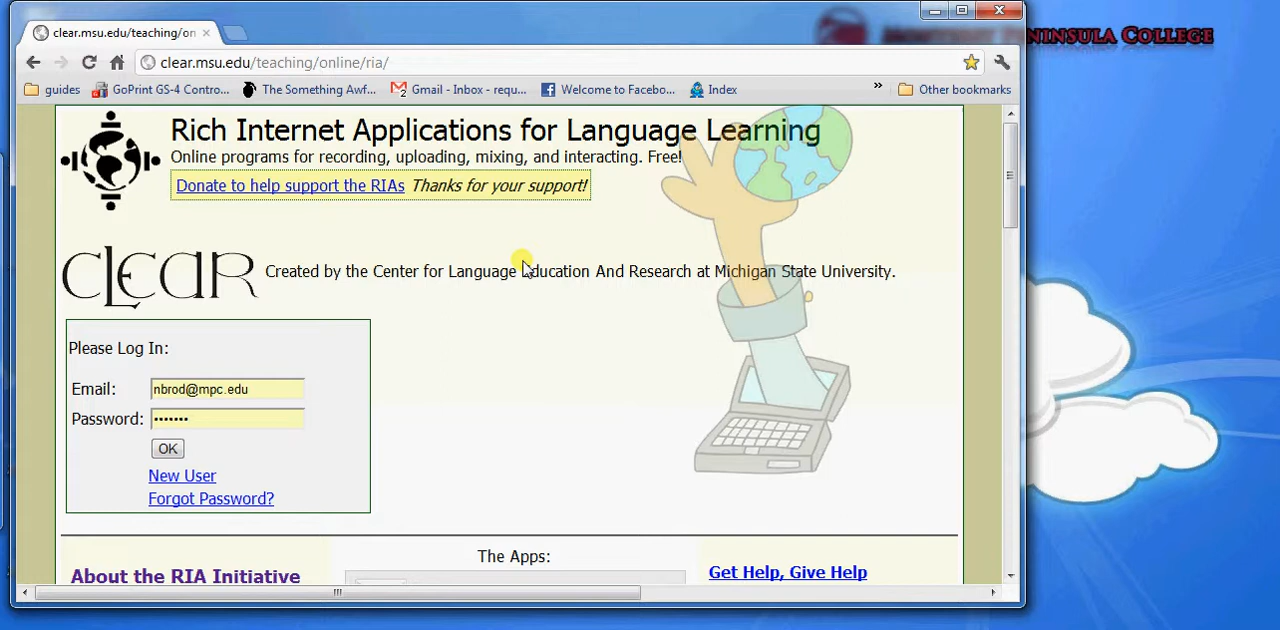 clear.msu.edu/teaching/on
NINSULA COLLEGE
clear.msu.edu/teaching/online/ria/
guides GoPrint GS-4 Contro... The Something Awf... Gmail - Inbox - requ... Welcome to Facebo... Index » Other bookmarks
Rich Internet Applications for Language Learning
Online programs for recording, uploading, mixing, and interacting. Free!
Donate to help support the RIAs Thanks for your support!
CLEAR Created by the Center for Language Education And Research at Michigan State University.
Please Log In:
Email: nbrod@mpc.edu
Password: •••••••
OK
New User
Forgot Password?
The Apps:
About the RIA Initiative
Get Help, Give Help